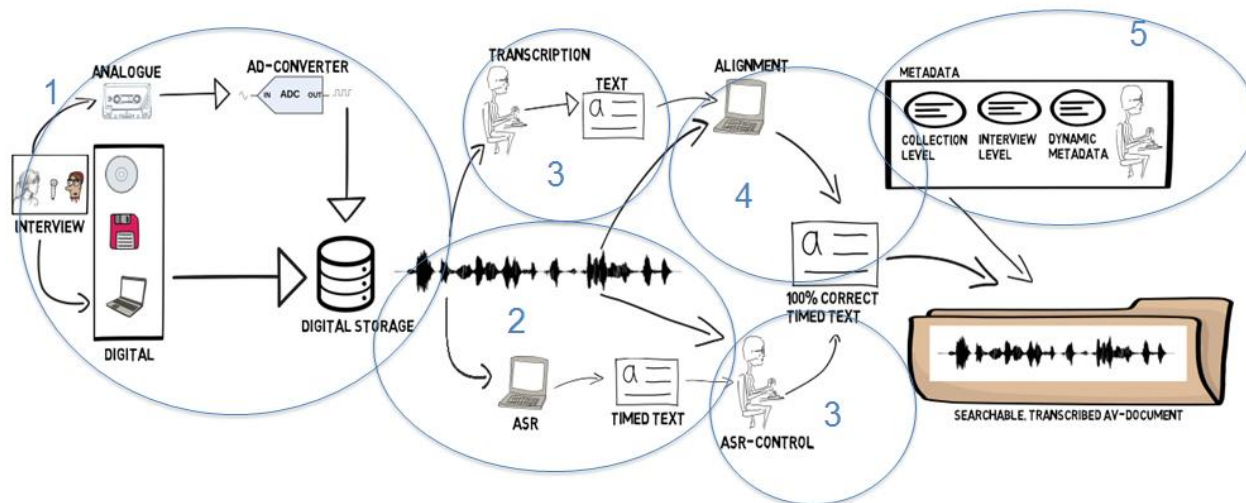 1
ANALOGUE
AD-CONVERTER
IN ADC OUT
INTERVIEW
DIGITAL
DIGITAL STORAGE
TRANSCRIPTION
TEXT
a
3
2
ASR
a
TIMED TEXT
ALIGNMENT
4
a
100% CORRECT
TIMED TEXT
3
ASR-CONTROL
5
METADATA
COLLECTION
LEVEL
INTERVIEW
LEVEL
DYNAMIC
METADATA
SEARCHABLE, TRANSCRIBED AV-DOCUMENT